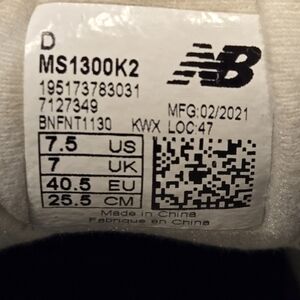 D
MS1300K2
NB
195173783031
7127349
MFG:02/2021
BNFNT1130 KWX LOC:47
7.5 US
7 UK
40.5 EU
25.5 CM
Made in China
Fabriqué en Chine